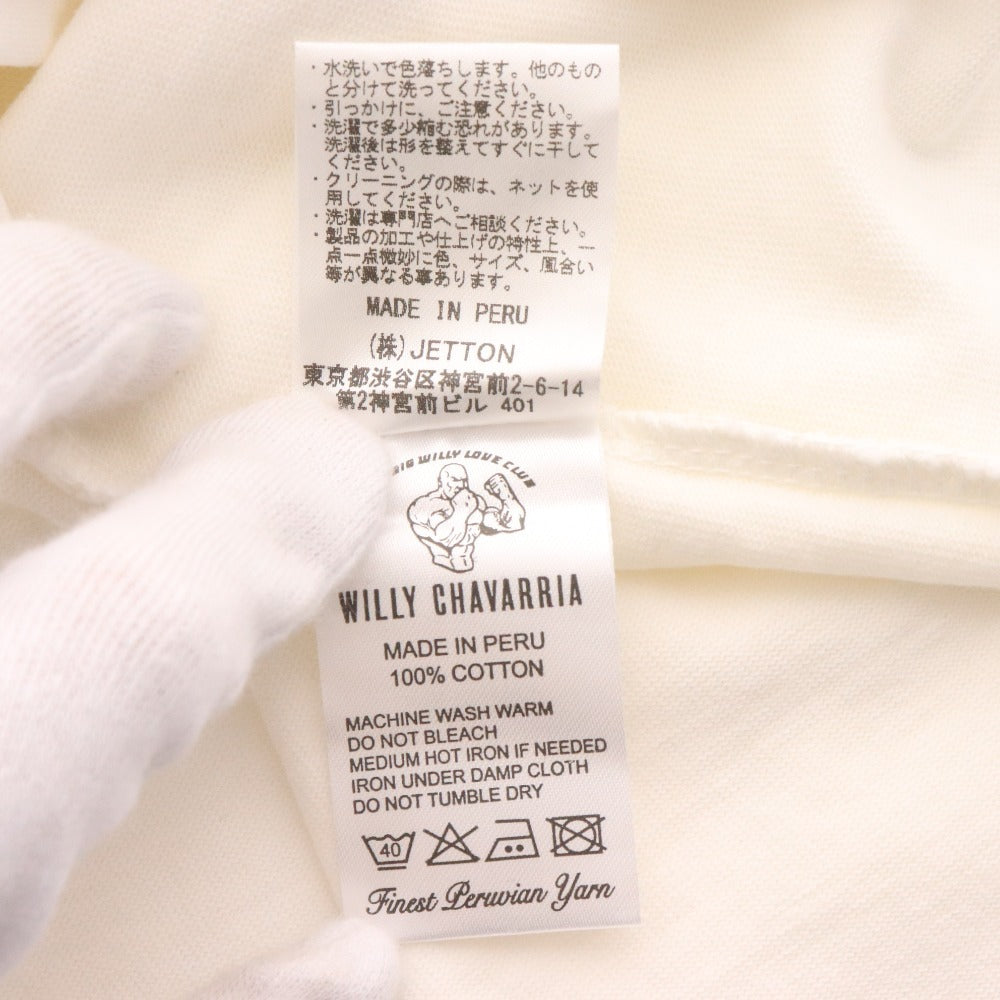 ・水洗いで色落ちします。他のもの
と分けて洗ってください。
・引っかけに、ご注意ください。
・洗濯で多少縮む恐れがあります。
洗濯後は形を整えてすぐに干して
ください。
・クリーニングの際は、ネットを使
用してください。
・洗濯は専門店へご相談ください。
・製品の加工や仕上げの特性上、一
点一点微妙に色、サイズ、風合い
等が異なる事あります。
MADE IN PERU
(株)JETTON
東京都渋谷区神宮前2-6-14
第2神宮前ビル 401
BIG WILLY LOVE CLUB
WILLY CHAVARRIA
MADE IN PERU
100% COTTON
MACHINE WASH WARM
DO NOT BLEACH
MEDIUM HOT IRON IF NEEDED
IRON UNDER DAMP CLOTH
DO NOT TUMBLE DRY
40
Finest Peruvian Yarn